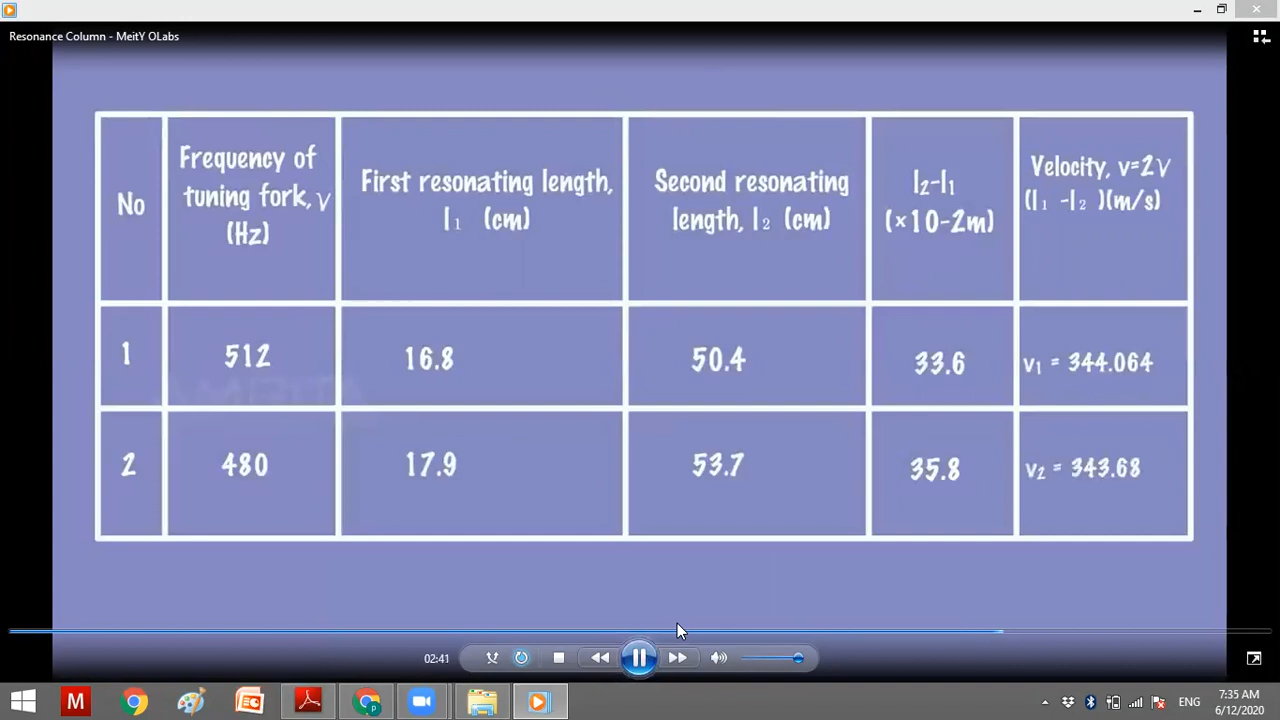 Resonance Column - MeitY OLabs
No
Frequency of
tuning fork, ν
(Hz)
First resonating length,
l₁ (cm)
Second resonating
length, l₂ (cm)
l₂-l₁
(×10-2m)
Velocity, v=2ν
(l₁ -l₂ )(m/s)
1
512
16.8
50.4
33.6
v₁ = 344.064
2
480
17.9
53.7
35.8
v₂ = 343.68
AMRITA
02:41
M
P
ENG
7:35 AM
6/12/2020